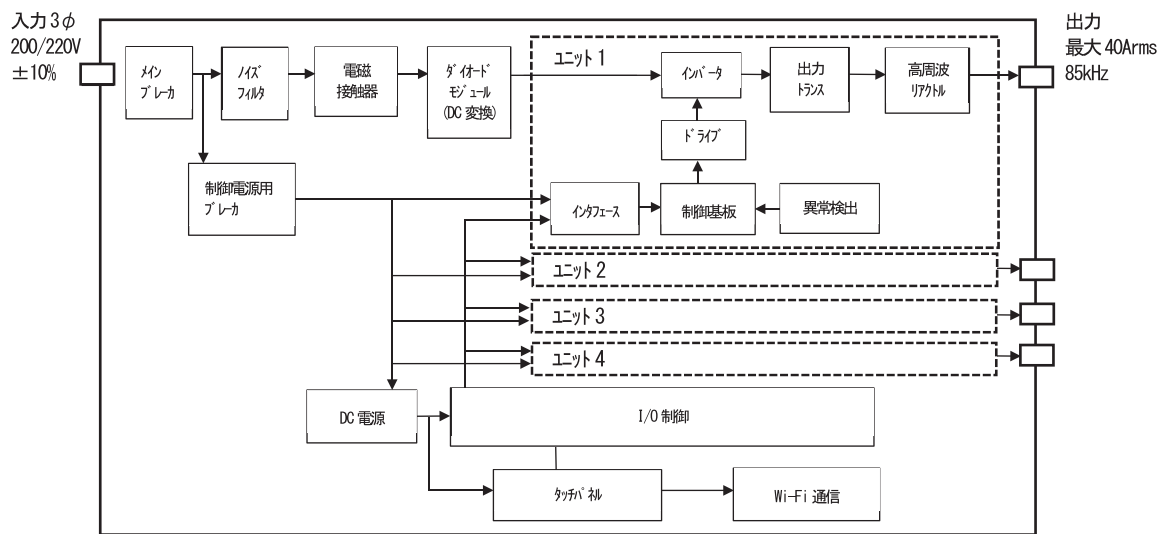 入力3φ
200/220V
±10%
出力
最大 40Arms
85kHz
メイン
ブレーカ
ノイズ
フィルタ
電磁
接触器
ダイオード
モジュール
(DC変換)
ユニット1
インバータ
出力
トランス
高周波
リアクトル
ドライブ
制御電源用
ブレーカ
インタフェース
制御基板
異常検出
ユニット2
ユニット3
ユニット4
DC電源
I/O制御
タッチパネル
Wi-Fi通信